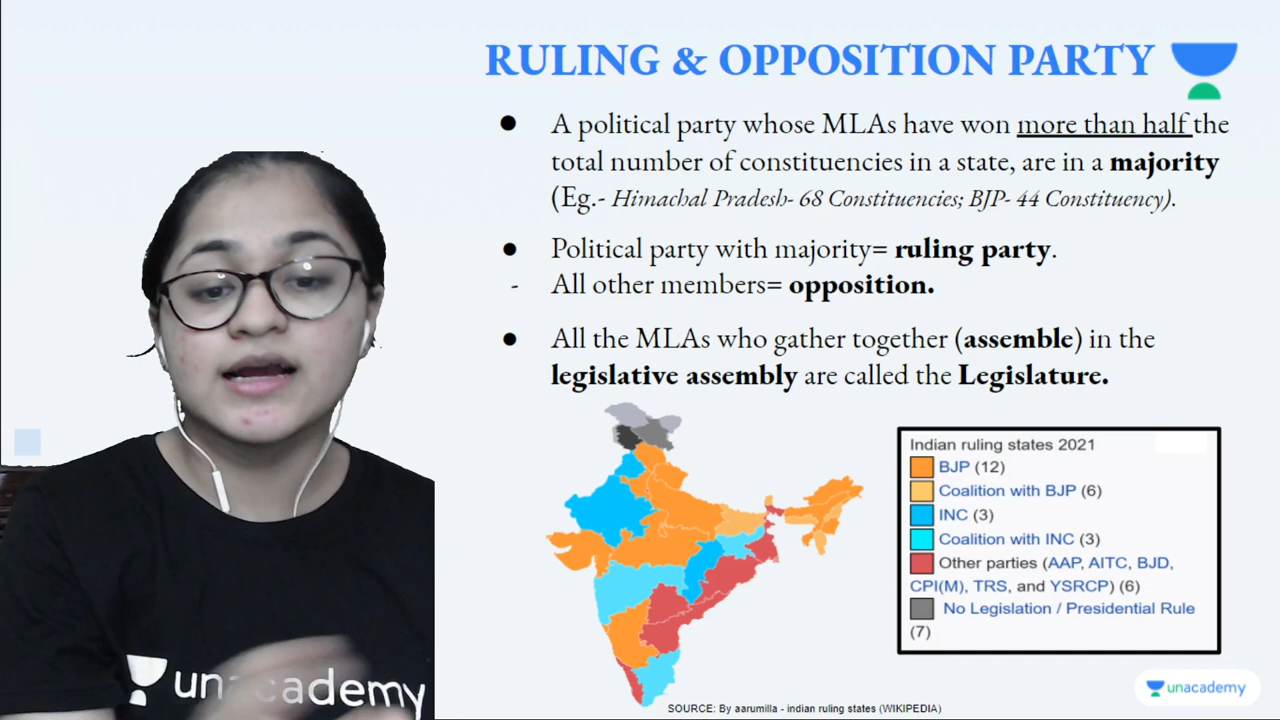 RULING & OPPOSITION PARTY
● A political party whose MLAs have won more than half the
total number of constituencies in a state, are in a majority
(Eg.- Himachal Pradesh- 68 Constituencies; BJP- 44 Constituency).
● Political party with majority= ruling party.
- All other members= opposition.
● All the MLAs who gather together (assemble) in the
legislative assembly are called the Legislature.
Indian ruling states 2021
BJP (12)
Coalition with BJP (6)
INC (3)
Coalition with INC (3)
Other parties (AAP, AITC, BJD,
CPI(M), TRS, and YSRCP) (6)
No Legislation / Presidential Rule
(7)
SOURCE: By aarumilla - indian ruling states (WIKIPEDIA)
unacademy
unacademy